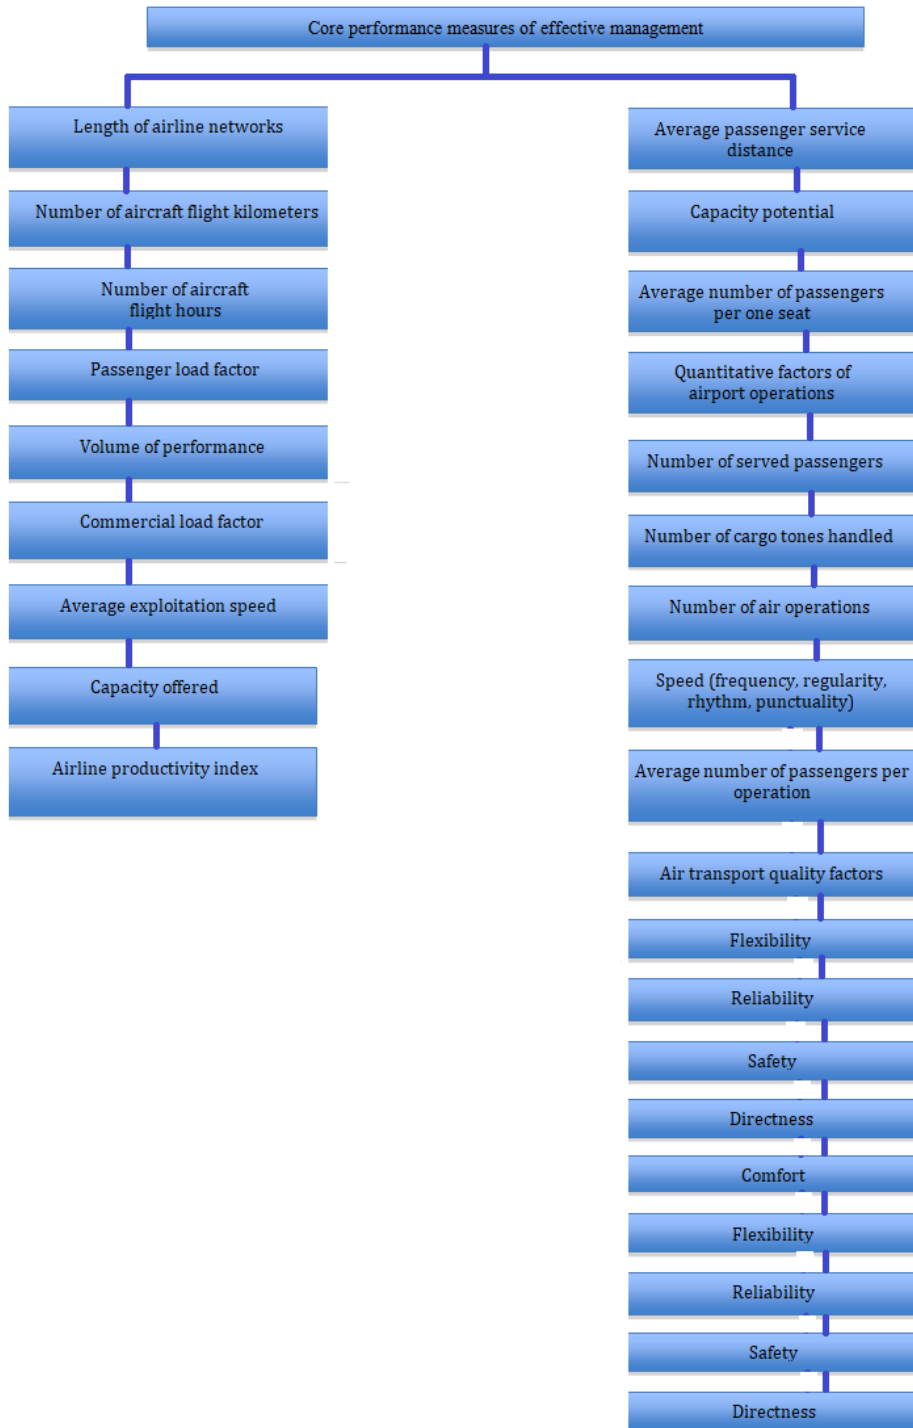 Core performance measures of effective management
Length of airline networks
Number of aircraft flight kilometers
Number of aircraft
flight hours
Passenger load factor
Volume of performance
Commercial load factor
Average exploitation speed
Capacity offered
Airline productivity index
Average passenger service
distance
Capacity potential
Average number of passengers
per one seat
Quantitative factors of
airport operations
Number of served passengers
Number of cargo tones handled
Number of air operations
Speed (frequency, regularity,
rhythm, punctuality)
Average number of passengers per
operation
Air transport quality factors
Flexibility
Reliability
Safety
Directness
Comfort
Flexibility
Reliability
Safety
Directness